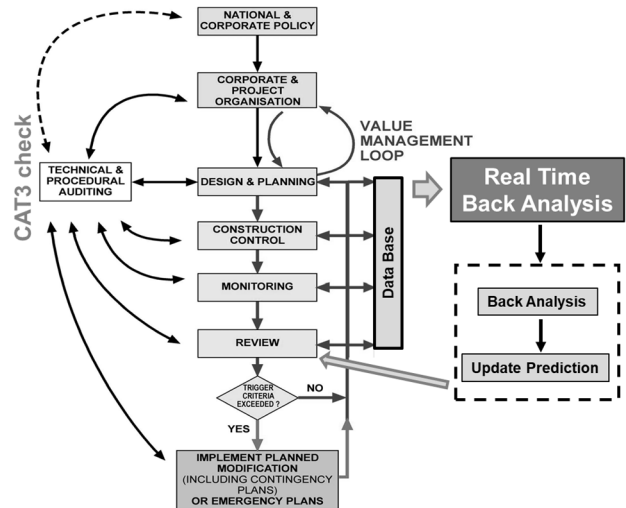 NATIONAL &
CORPORATE POLICY
CORPORATE &
PROJECT
ORGANISATION
VALUE
MANAGEMENT
LOOP
CAT3 check
TECHNICAL &
PROCEDURAL
AUDITING
DESIGN & PLANNING
Real Time
Back Analysis
CONSTRUCTION
CONTROL
Data Base
MONITORING
Back Analysis
REVIEW
Update Prediction
TRIGGER
CRITERIA
EXCEEDED ?
NO
YES
IMPLEMENT PLANNED
MODIFICATION
(INCLUDING CONTINGENCY
PLANS)
OR EMERGENCY PLANS